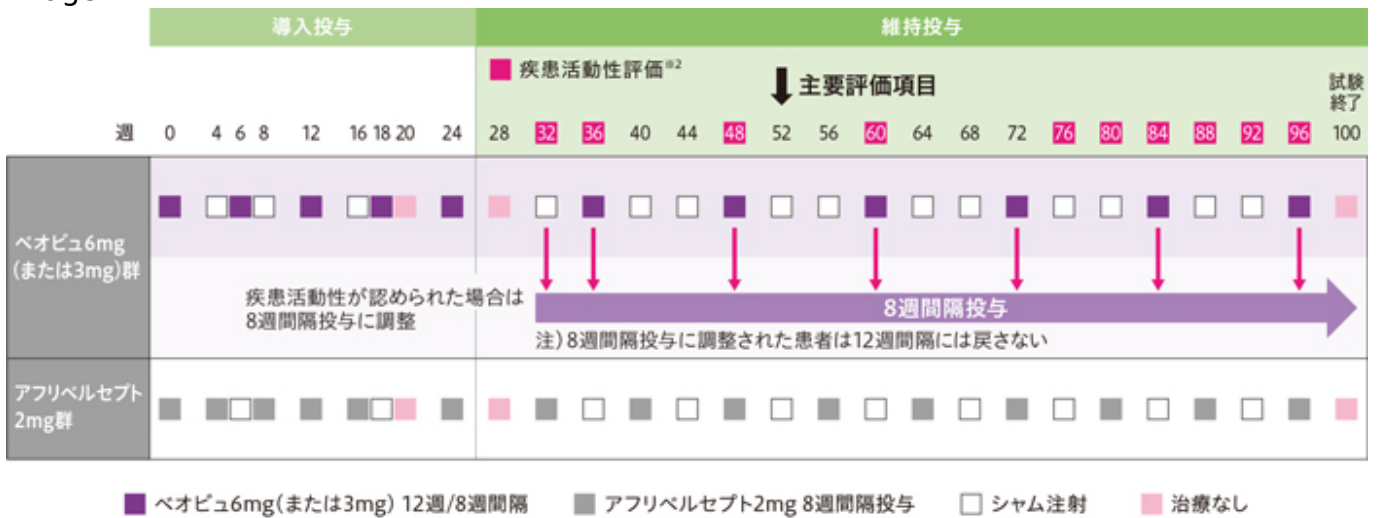 導入投与
維持投与
疾患活動性評価※2
主要評価項目
試験
終了
週 0 4 6 8 12 16 18 20 24 28 32 36 40 44 48 52 56 60 64 68 72 76 80 84 88 92 96 100
ベオビュ6mg
(または3mg)群
疾患活動性が認められた場合は
8週間隔投与に調整
8週間隔投与
注)8週間隔投与に調整された患者は12週間隔には戻さない
アフリベルセプト
2mg群
ベオビュ6mg(または3mg) 12週/8週間隔 アフリベルセプト2mg 8週間隔投与 シャム注射 治療なし